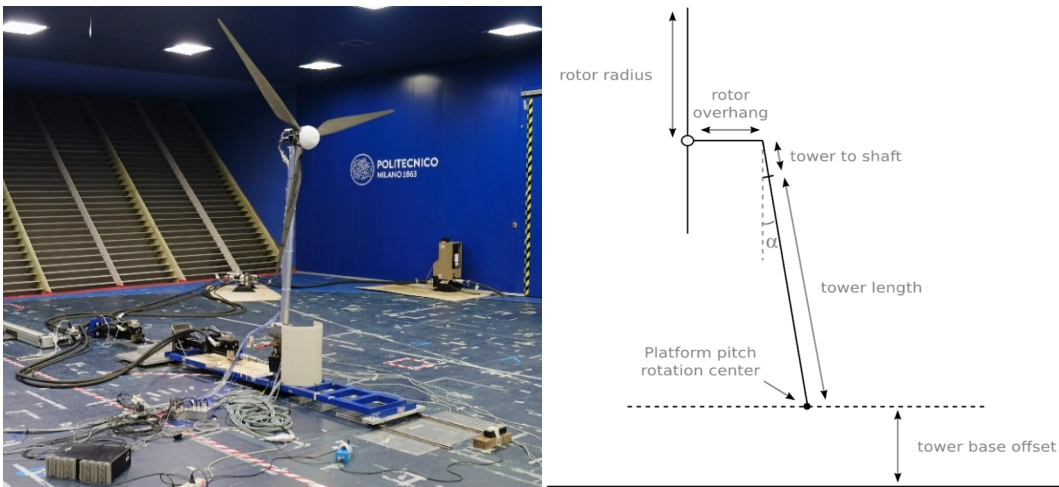 POLITECNICO
MILANO 1863
rotor radius
rotor
overhang
tower to shaft
α
tower length
Platform pitch
rotation center
tower base offset